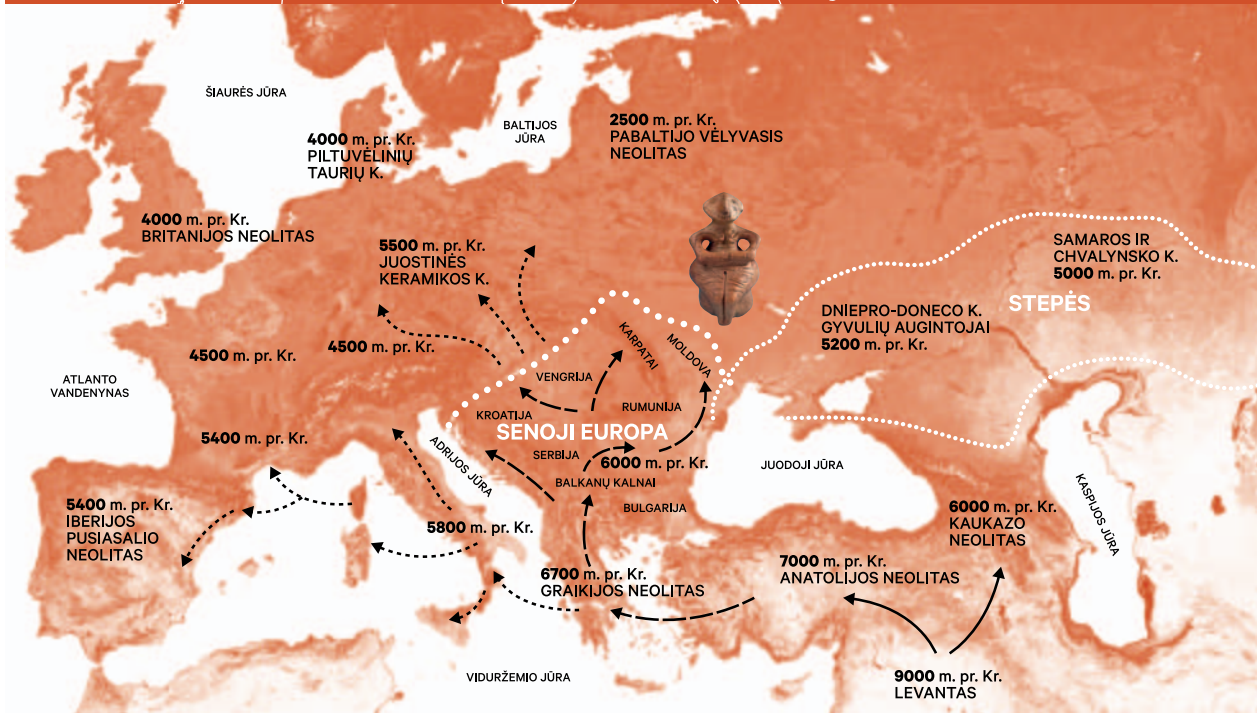 ŠIAURĖS JŪRA
BALTIJOS
JŪRA
2500 m. pr. Kr.
PABALTIJO VĖLYVASIS
NEOLITAS
4000 m. pr. Kr.
PILTUVĖLINIŲ
TAURIŲ K.
4000 m. pr. Kr.
BRITANIJOS NEOLITAS
5500 m. pr. Kr.
JUOSTINĖS
KERAMIKOS K.
SAMAROS IR
CHVALYNSKO K.
5000 m. pr. Kr.
STEPĖS
DNIEPRO-DONECO K.
GYVULIŲ AUGINTOJAI
5200 m. pr. Kr.
4500 m. pr. Kr.
4500 m. pr. Kr.
KARPATAI
MOLDOVA
ATLANTO
VANDENYNAS
VENGRIJA
RUMUNIJA
KROATIJA
SENOJI EUROPA
5400 m. pr. Kr.
ADRIJOS JŪRA
SERBIJA
6000 m. pr. Kr.
JUODOJI JŪRA
BALKANŲ KALNAI
BULGARIJA
KASPIJOS JŪRA
5400 m. pr. Kr.
IBERIJOS
PUSIASALIO
NEOLITAS
5800 m. pr. Kr.
6000 m. pr. Kr.
KAUKAZO
NEOLITAS
6700 m. pr. Kr.
GRAIKIJOS NEOLITAS
7000 m. pr. Kr.
ANATOLIJOS NEOLITAS
VIDURŽEMIO JŪRA
9000 m. pr. Kr.
LEVANTAS